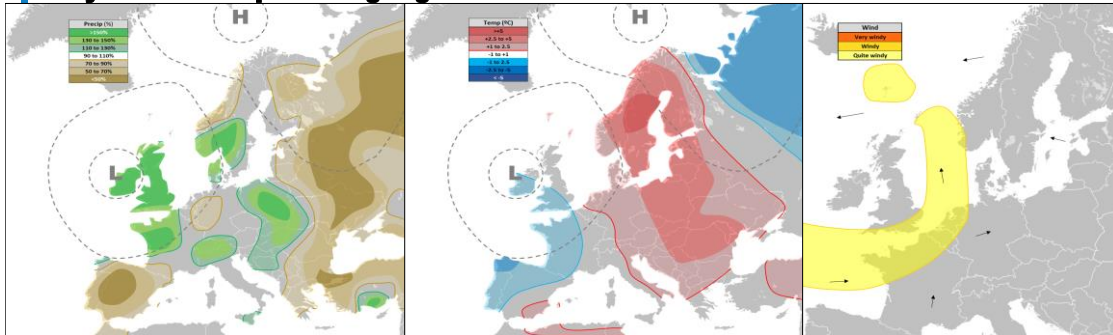 H
L
Precip (%)
>150%
130 to 150%
110 to 130%
90 to 110%
70 to 90%
50 to 70%
<50%
H
L
Temp (ºC)
>+5
+2.5 to +5
+1 to 2.5
-1 to +1
-1 to 2.5
-2.5 to -5
< -5
Wind
Very windy
Windy
Quite windy